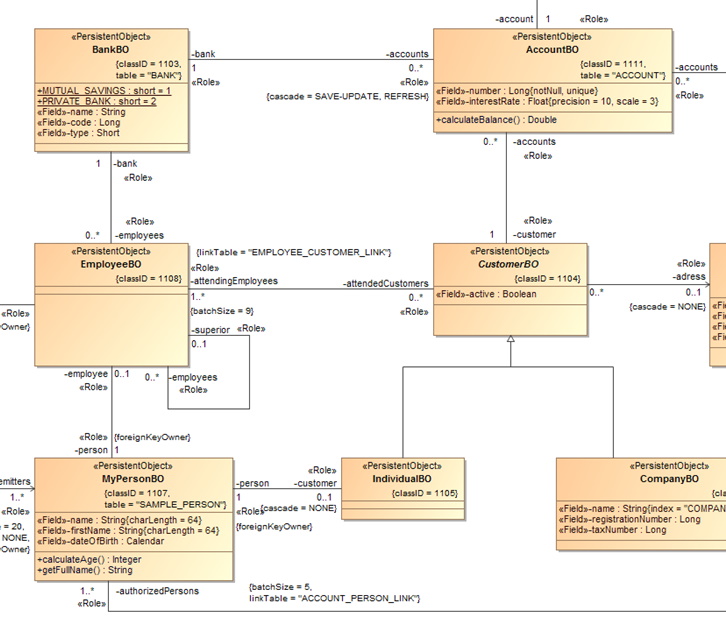 -account 1 «Role»
«PersistentObject»
BankBO
{classID = 1103,
table = "BANK"}
+MUTUAL_SAVINGS : short = 1
+PRIVATE_BANK : short = 2
«Field»-name : String
«Field»-code : Long
«Field»-type : Short
-bank
1
«Role»
-accounts
0..*
«Role»
{cascade = SAVE-UPDATE, REFRESH}
«PersistentObject»
AccountBO
{classID = 1111,
table = "ACCOUNT"}
«Field»-number : Long{notNull, unique}
«Field»-interestRate : Float{precision = 10, scale = 3}
+calculateBalance() : Double
-accounts
0..*
«Role»
1 -bank
«Role»
0..* -accounts
«Role»
«Role»
0..* -employees
«Role»
1 -customer
«PersistentObject»
EmployeeBO
{classID = 1108}
{linkTable = "EMPLOYEE_CUSTOMER_LINK"}
«Role»
-attendingEmployees
1..*
{batchSize = 9}
-attendedCustomers
0..*
«Role»
-superior «Role»
0..1
0..* -employees
«Role»
«PersistentObject»
CustomerBO
{classID = 1104}
«Field»-active : Boolean
«Role»
-adress
0..* 0..1
{cascade = NONE}
«Role»
-employee 0..1
«Role»
«Role» {foreignKeyOwner}
-person 1
«PersistentObject»
MyPersonBO
{classID = 1107,
table = "SAMPLE_PERSON"}
«Field»-name : String{charLength = 64}
«Field»-firstName : String{charLength = 64}
«Field»-dateOfBirth : Calendar
+calculateAge() : Integer
+getFullName() : String
1..*
«Role»
= 20,
NONE,
-person
1
«Role»
{foreignKeyOwner}
«Role»
-customer
0..1
{cascade = NONE}
«PersistentObject»
IndividualBO
{classID = 1105}
«PersistentObject»
CompanyBO
«Field»-name : String{index = "COMPAN
«Field»-registrationNumber : Long
«Field»-taxNumber : Long
1..* -authorizedPersons
«Role»
{batchSize = 5,
linkTable = "ACCOUNT_PERSON_LINK"}